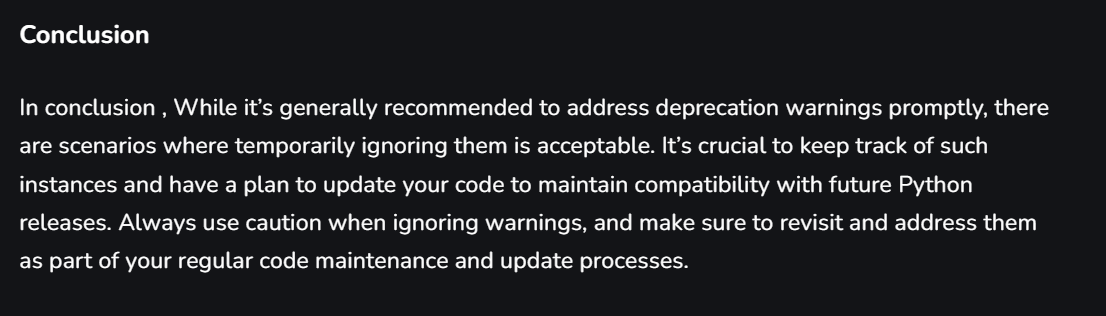 Conclusion
In conclusion , While it’s generally recommended to address deprecation warnings promptly, there
are scenarios where temporarily ignoring them is acceptable. It’s crucial to keep track of such
instances and have a plan to update your code to maintain compatibility with future Python
releases. Always use caution when ignoring warnings, and make sure to revisit and address them
as part of your regular code maintenance and update processes.